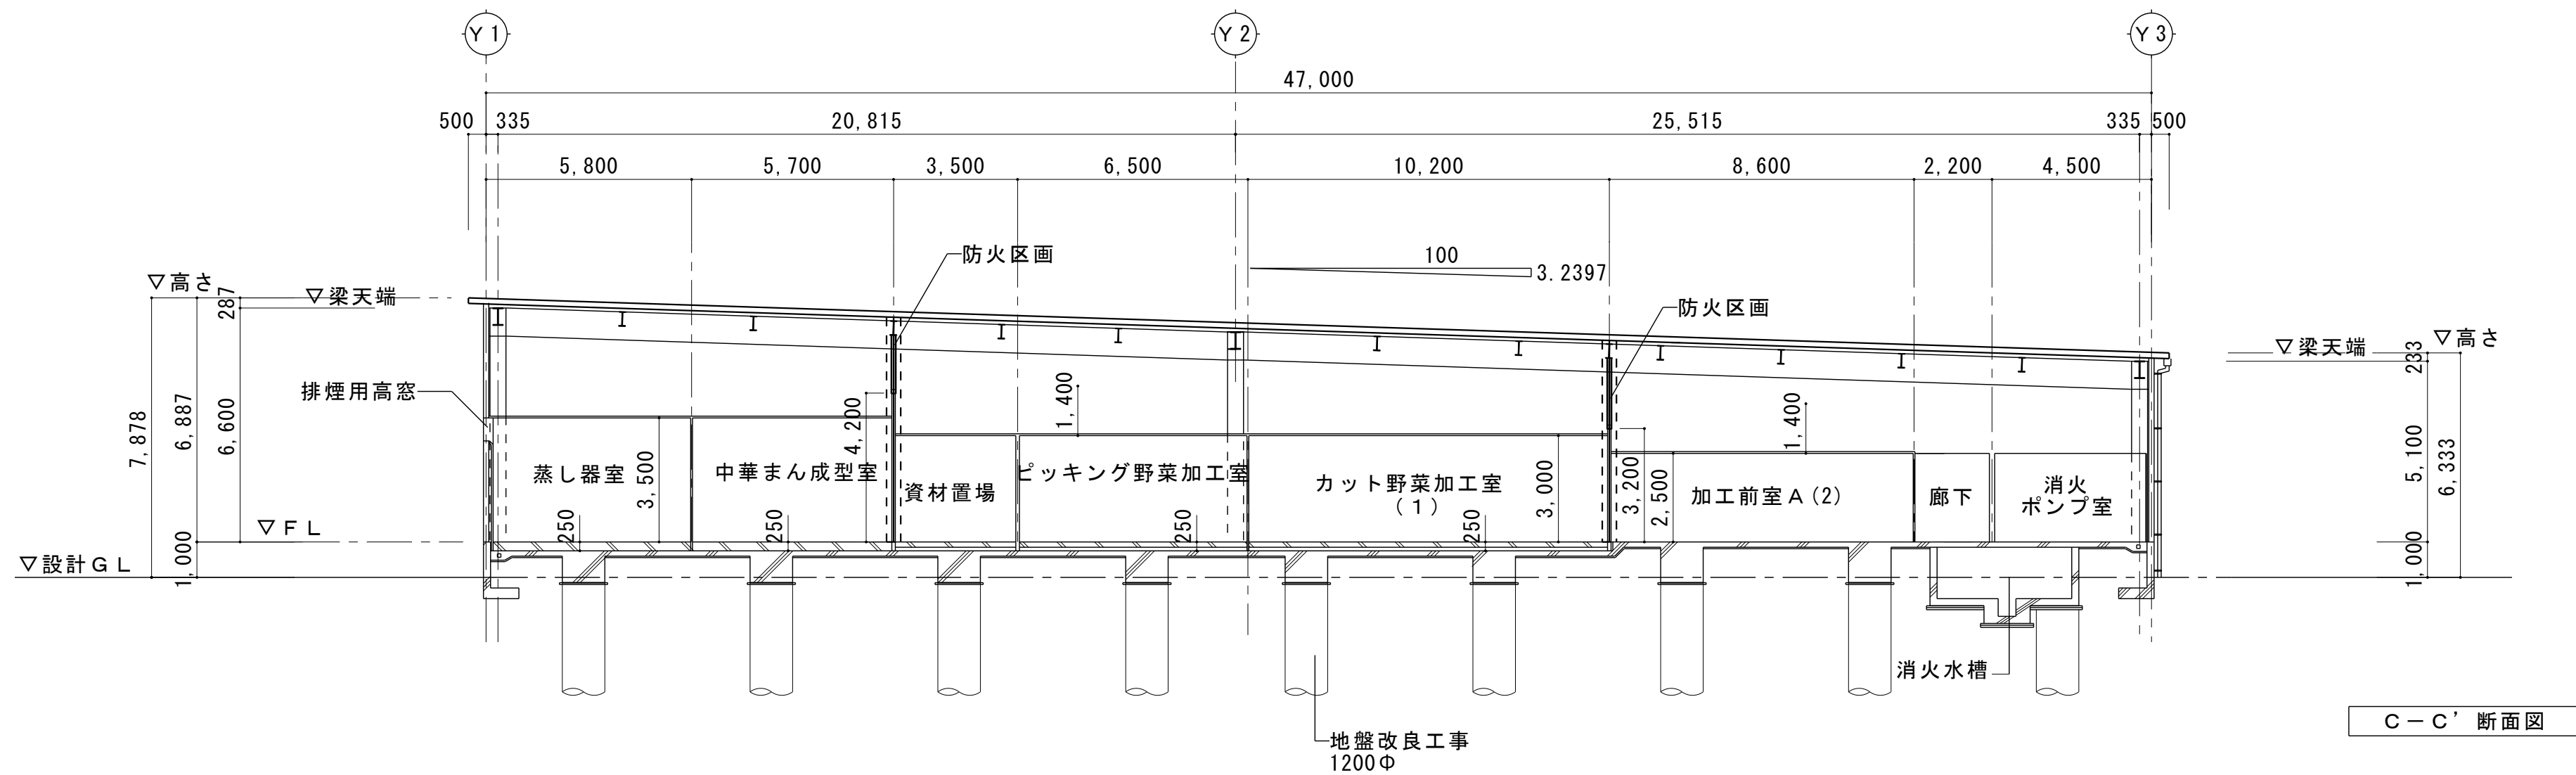 Y1
Y2
Y3
47,000
500
335
20,815
25,515
335
500
5,800
5,700
3,500
6,500
10,200
8,600
2,200
4,500
防火区画
100
3.2397
▽高さ
287
▽梁天端
防火区画
▽梁天端
233
▽高さ
排煙用高窓
7,878
6,887
6,600
4,200
1,400
1,400
5,100
6,333
蒸し器室
3,500
中華まん成型室
資材置場
ピッキング野菜加工室
カット野菜加工室
(1)
3,000
3,200
2,500
加工前室A(2)
廊下
消火
ポンプ室
▽FL
250
250
250
250
▽設計GL
1,000
1,000
消火水槽
地盤改良工事
1200Φ
C-C' 断面図